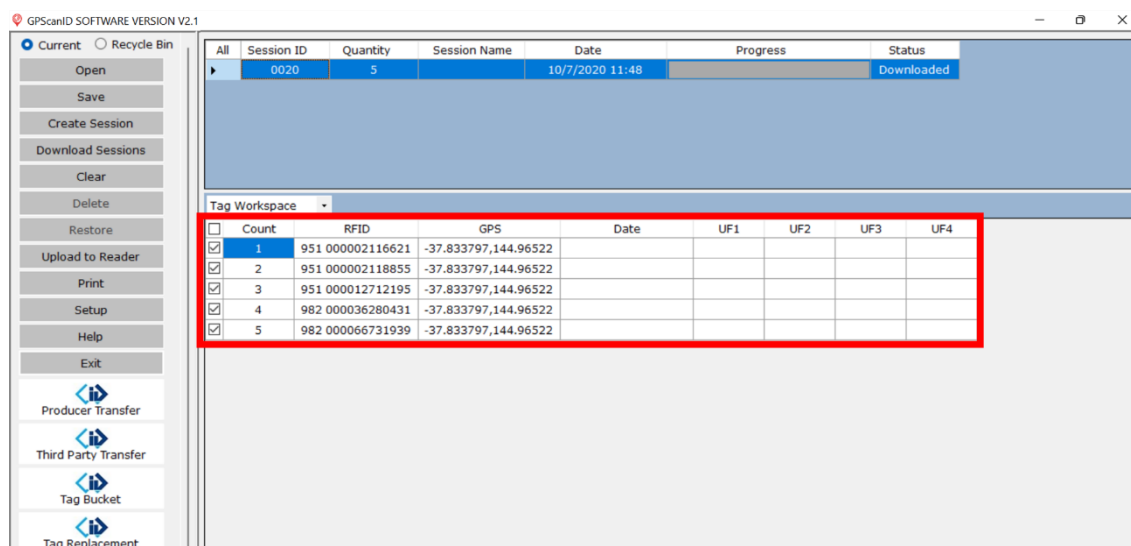 GPScanID SOFTWARE VERSION V2.1
Current Recycle Bin
Open
Save
Create Session
Download Sessions
Clear
Delete
Restore
Upload to Reader
Print
Setup
Help
Exit
Producer Transfer
Third Party Transfer
Tag Bucket
Tag Replacement
All Session ID Quantity Session Name Date Progress Status
0020 5 10/7/2020 11:48 Downloaded
Tag Workspace
Count RFID GPS Date UF1 UF2 UF3 UF4
1 951 000002116621 -37.833797,144.96522
2 951 000002118855 -37.833797,144.96522
3 951 000012712195 -37.833797,144.96522
4 982 000036280431 -37.833797,144.96522
5 982 000066731939 -37.833797,144.96522